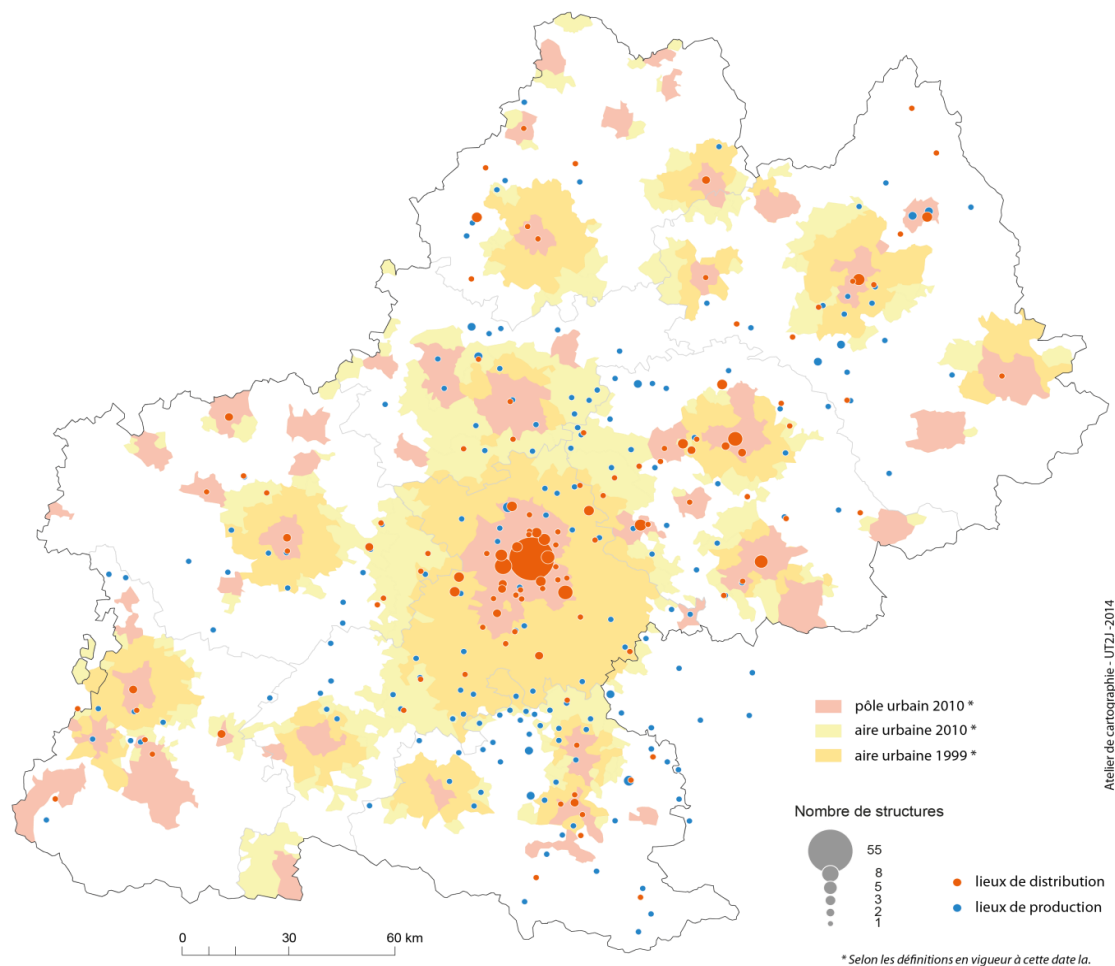 pôle urbain 2010 *
aire urbaine 2010 *
aire urbaine 1999 *
Nombre de structures
55
8
5
3
2
1
lieux de distribution
lieux de production
0 30 60 km
Atelier de cartographie - UT2J -2014
* Selon les définitions en vigueur à cette date la.